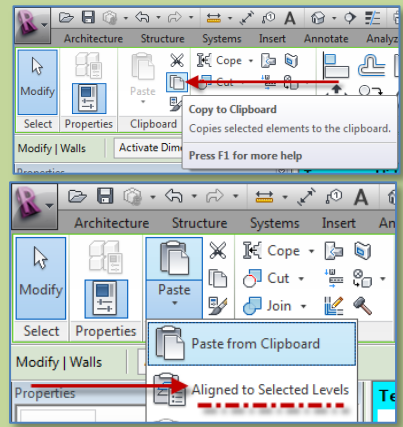 Architecture Structure Systems Insert Annotate Analyz
Modify Paste Cope
Cut
Select Properties Clipboard
Copy to Clipboard
Copies selected elements to the clipboard.
Press F1 for more help
Modify | Walls Activate Dime
Properties
Architecture Structure Systems Insert An
Cope
Modify Paste Cut
Join
Select Properties
Paste from Clipboard
Modify | Walls
Properties Aligned to Selected Levels
Te